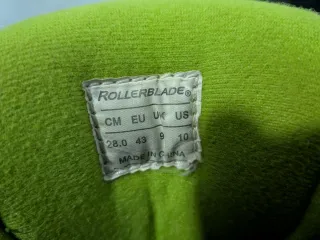 ROLLERBLADE®
CM EU UK US
28.0 43 9 10
MADE IN CHINA